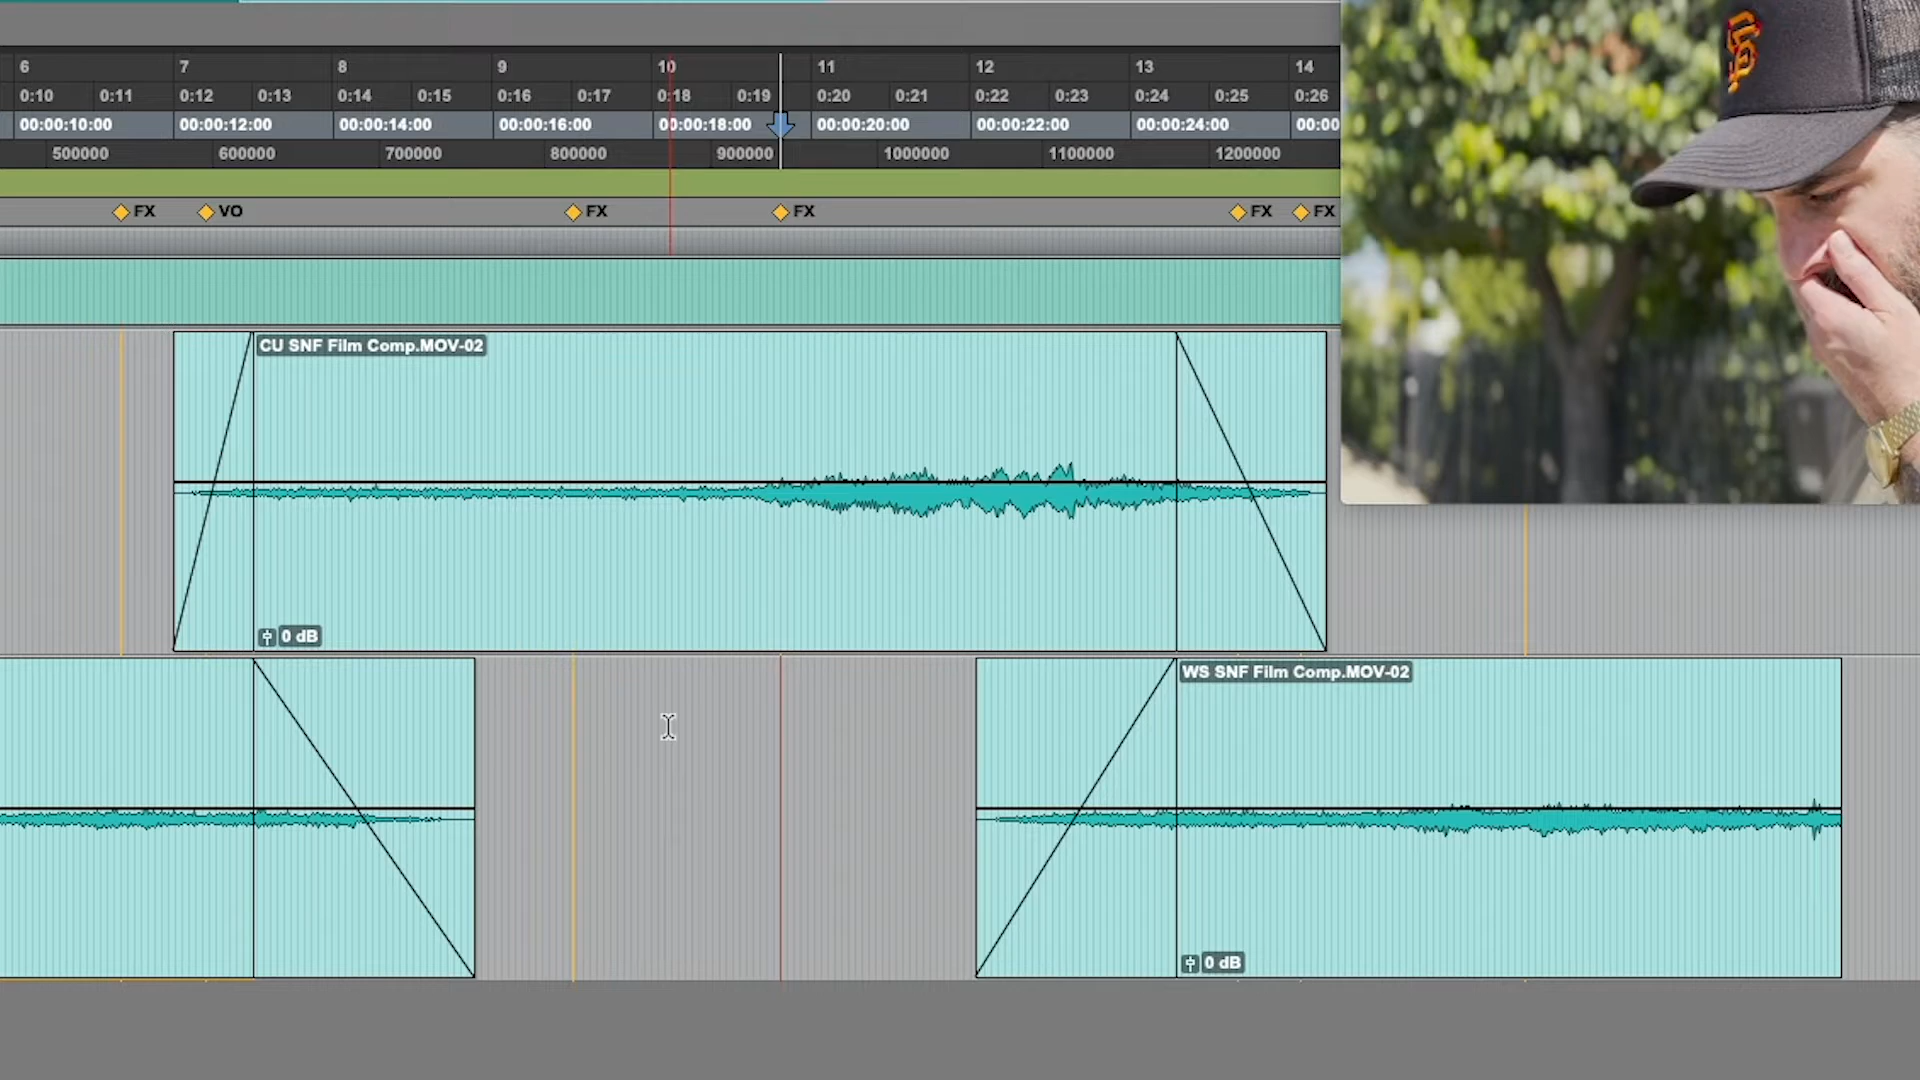 6 7 8 9 10 11 12 13 14
0:10 0:11 0:12 0:13 0:14 0:15 0:16 0:17 0:18 0:19 0:20 0:21 0:22 0:23 0:24 0:25 0:26
00:00:10:00 00:00:12:00 00:00:14:00 00:00:16:00 00:00:18:00 00:00:20:00 00:00:22:00 00:00:24:00 00:00
500000 600000 700000 800000 900000 1000000 1100000 1200000
FX VO FX FX FX FX
SF
CU SNF Film Comp.MOV-02
0 dB
WS SNF Film Comp.MOV-02
0 dB